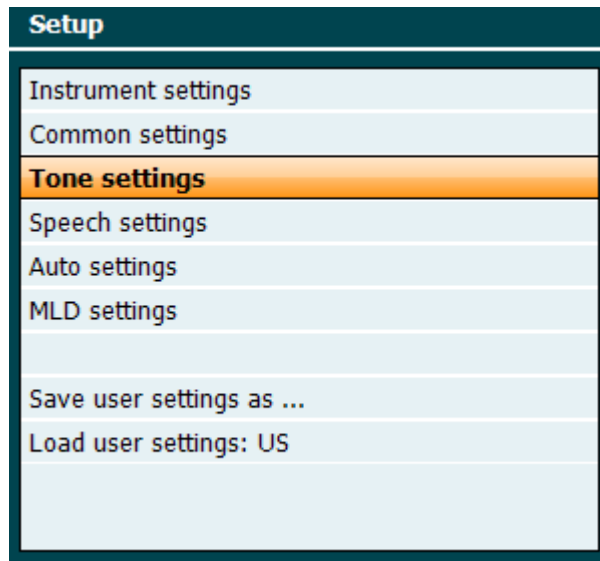 Setup
Instrument settings
Common settings
Tone settings
Speech settings
Auto settings
MLD settings
Save user settings as ...
Load user settings: US